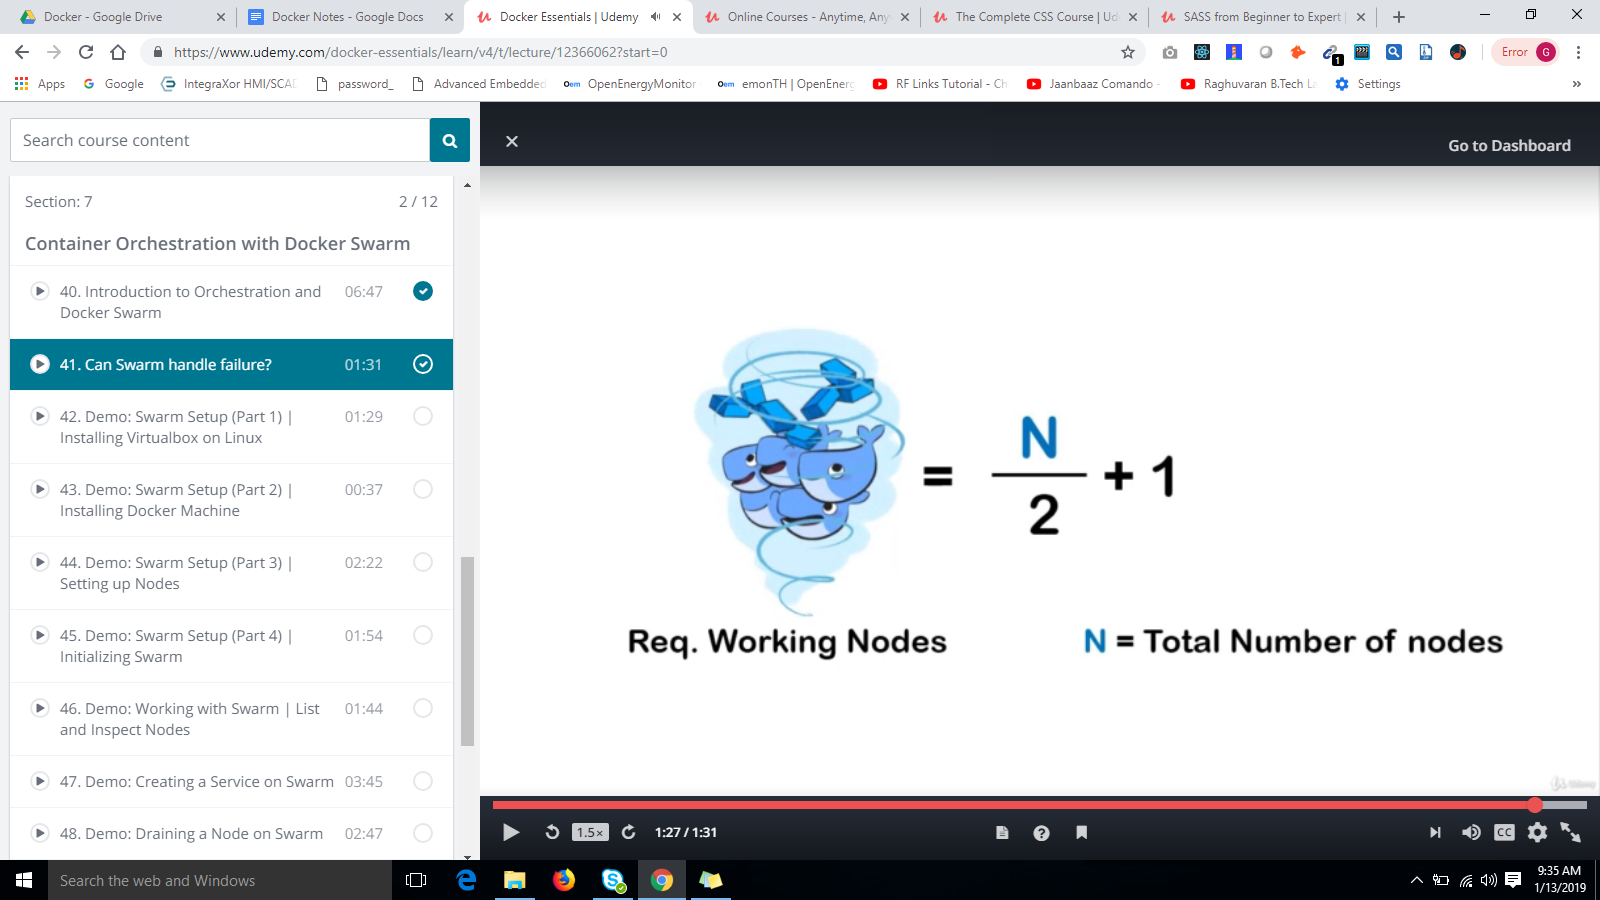 Docker - Google Drive
Docker Notes - Google Docs
Docker Essentials | Udemy
Online Courses - Anytime, Any
The Complete CSS Course | Ud
SASS from Beginner to Expert |
https://www.udemy.com/docker-essentials/learn/v4/t/lecture/12366062?start=0
1
Error G
Apps
Google
IntegraXor HMI/SCA
password_
Advanced Embedded
OpenEnergyMonitor
emonTH | OpenEnerg
RF Links Tutorial - Ch
Jaanbaaz Comando -
Raghuvaran B.Tech La
Settings
»
Search course content
Go to Dashboard
Section: 7
2 / 12
Container Orchestration with Docker Swarm
40. Introduction to Orchestration and
Docker Swarm
06:47
41. Can Swarm handle failure?
01:31
42. Demo: Swarm Setup (Part 1) |
Installing Virtualbox on Linux
01:29
43. Demo: Swarm Setup (Part 2) |
Installing Docker Machine
00:37
44. Demo: Swarm Setup (Part 3) |
Setting up Nodes
02:22
45. Demo: Swarm Setup (Part 4) |
Initializing Swarm
01:54
46. Demo: Working with Swarm | List
and Inspect Nodes
01:44
47. Demo: Creating a Service on Swarm
03:45
48. Demo: Draining a Node on Swarm
02:47
N
= + 1
2
Req. Working Nodes
N = Total Number of nodes
Udemy
1.5×
1:27 / 1:31
CC
Search the web and Windows
9:35 AM
1/13/2019